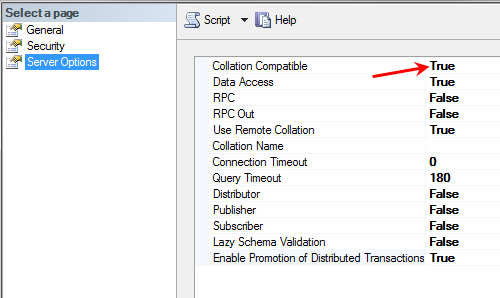 Select a page
General
Security
Server Options
Script Help
Collation Compatible True
Data Access True
RPC False
RPC Out False
Use Remote Collation True
Collation Name
Connection Timeout 0
Query Timeout 180
Distributor False
Publisher False
Subscriber False
Lazy Schema Validation False
Enable Promotion of Distributed Transactions True